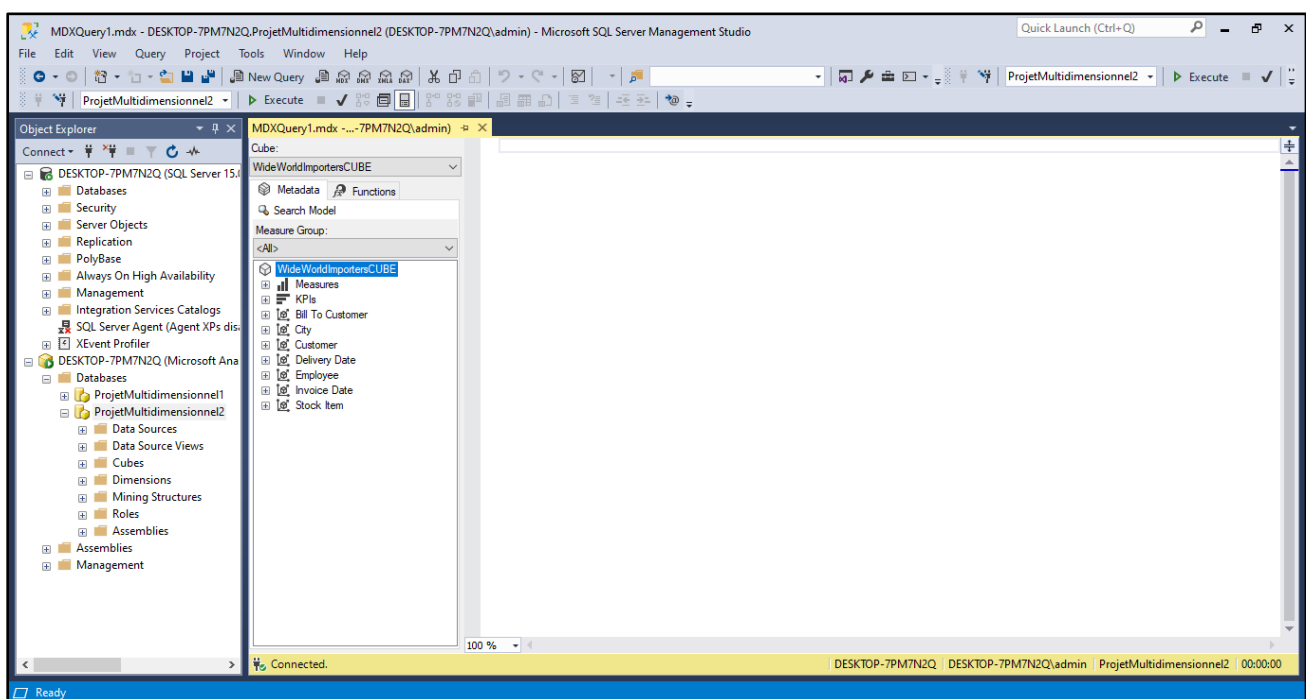 MDXQuery1.mdx - DESKTOP-7PM7N2Q.ProjetMultidimensionnel2 (DESKTOP-7PM7N2Q\admin) - Microsoft SQL Server Management Studio
Quick Launch (Ctrl+Q)
File Edit View Query Project Tools Window Help
New Query MDX DMX XMLA DAX
ProjetMultidimensionnel2
Execute
ProjetMultidimensionnel2
Execute
Object Explorer
Connect
DESKTOP-7PM7N2Q (SQL Server 15.0
Databases
Security
Server Objects
Replication
PolyBase
Always On High Availability
Management
Integration Services Catalogs
SQL Server Agent (Agent XPs disa
XEvent Profiler
DESKTOP-7PM7N2Q (Microsoft Ana
Databases
ProjetMultidimensionnel1
ProjetMultidimensionnel2
Data Sources
Data Source Views
Cubes
Dimensions
Mining Structures
Roles
Assemblies
Assemblies
Management
MDXQuery1.mdx -...-7PM7N2Q\admin)
Cube:
WideWorldImportersCUBE
Metadata
Functions
Search Model
Measure Group:
<All>
WideWorldImportersCUBE
Measures
KPIs
Bill To Customer
City
Customer
Delivery Date
Employee
Invoice Date
Stock Item
100 %
Connected.
DESKTOP-7PM7N2Q
DESKTOP-7PM7N2Q\admin
ProjetMultidimensionnel2
00:00:00
Ready